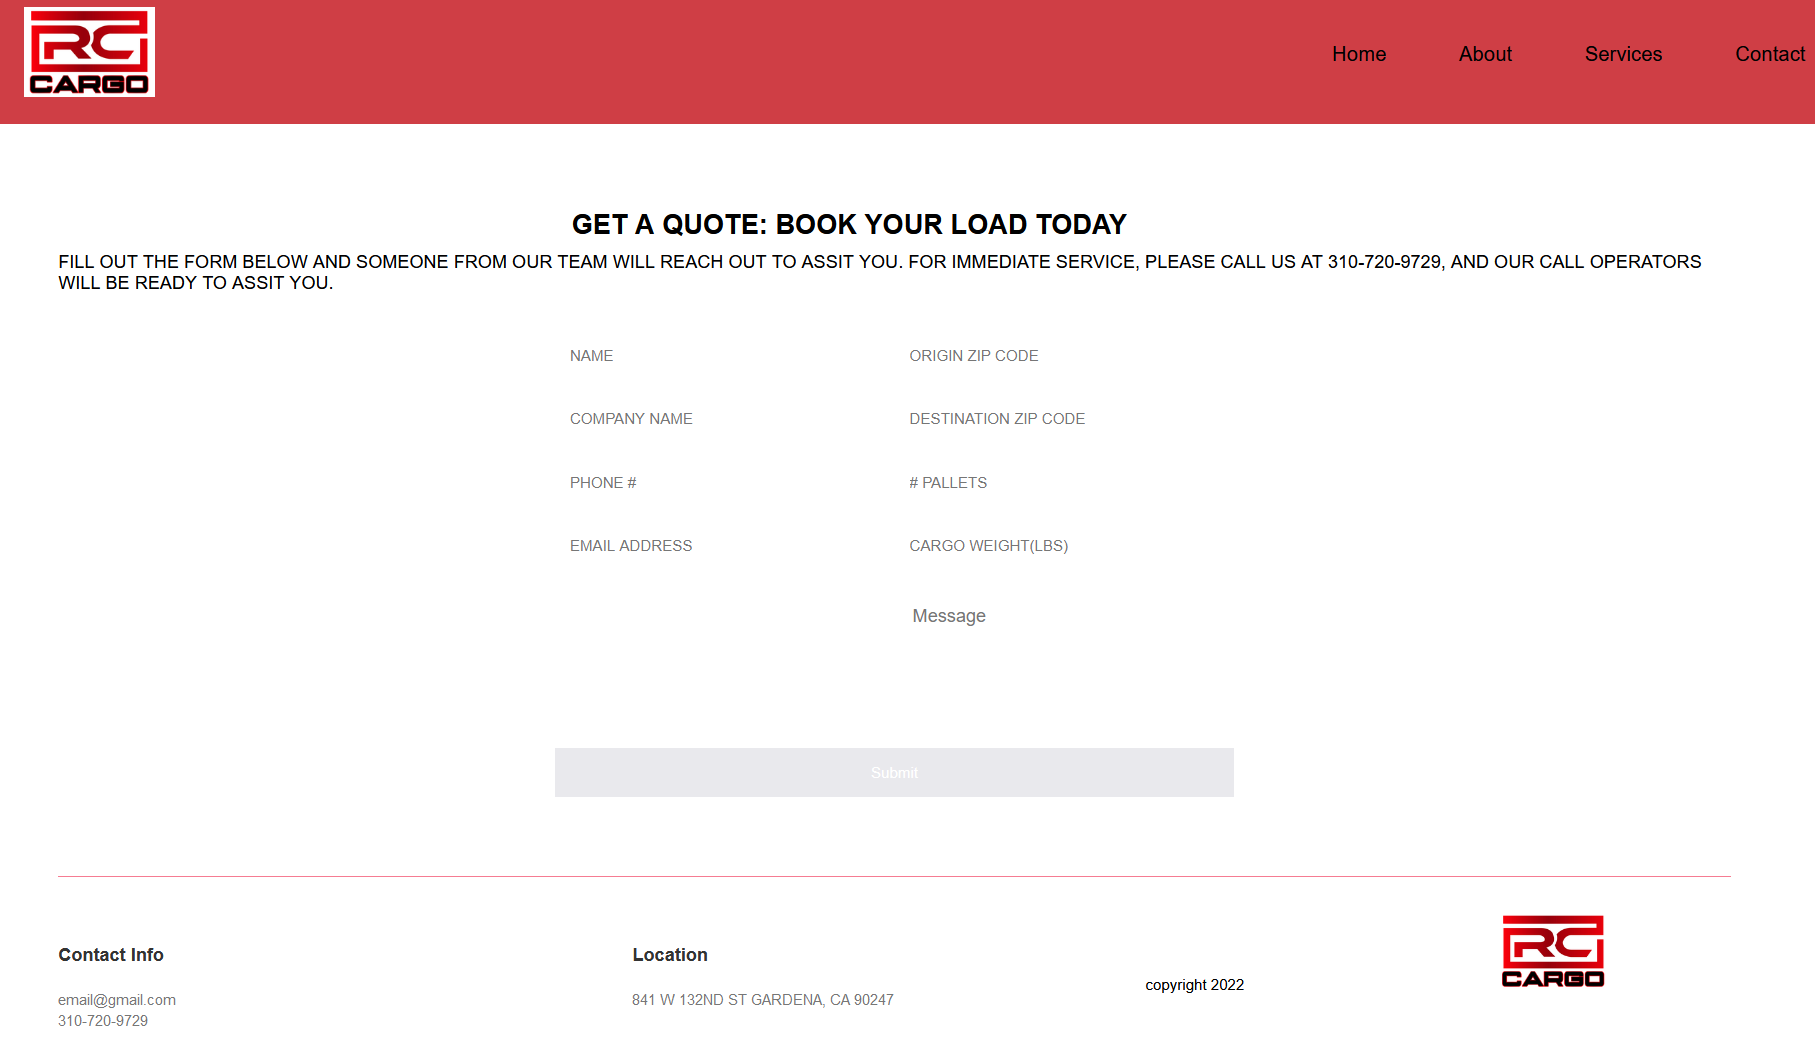 RC
CARGO
Home About Services Contact
GET A QUOTE: BOOK YOUR LOAD TODAY
FILL OUT THE FORM BELOW AND SOMEONE FROM OUR TEAM WILL REACH OUT TO ASSIT YOU. FOR IMMEDIATE SERVICE, PLEASE CALL US AT 310-720-9729, AND OUR CALL OPERATORS
WILL BE READY TO ASSIT YOU.
NAME ORIGIN ZIP CODE
COMPANY NAME DESTINATION ZIP CODE
PHONE # # PALLETS
EMAIL ADDRESS CARGO WEIGHT(LBS)
Message
Submit
Contact Info
email@gmail.com
310-720-9729
Location
841 W 132ND ST GARDENA, CA 90247
copyright 2022
RC
CARGO